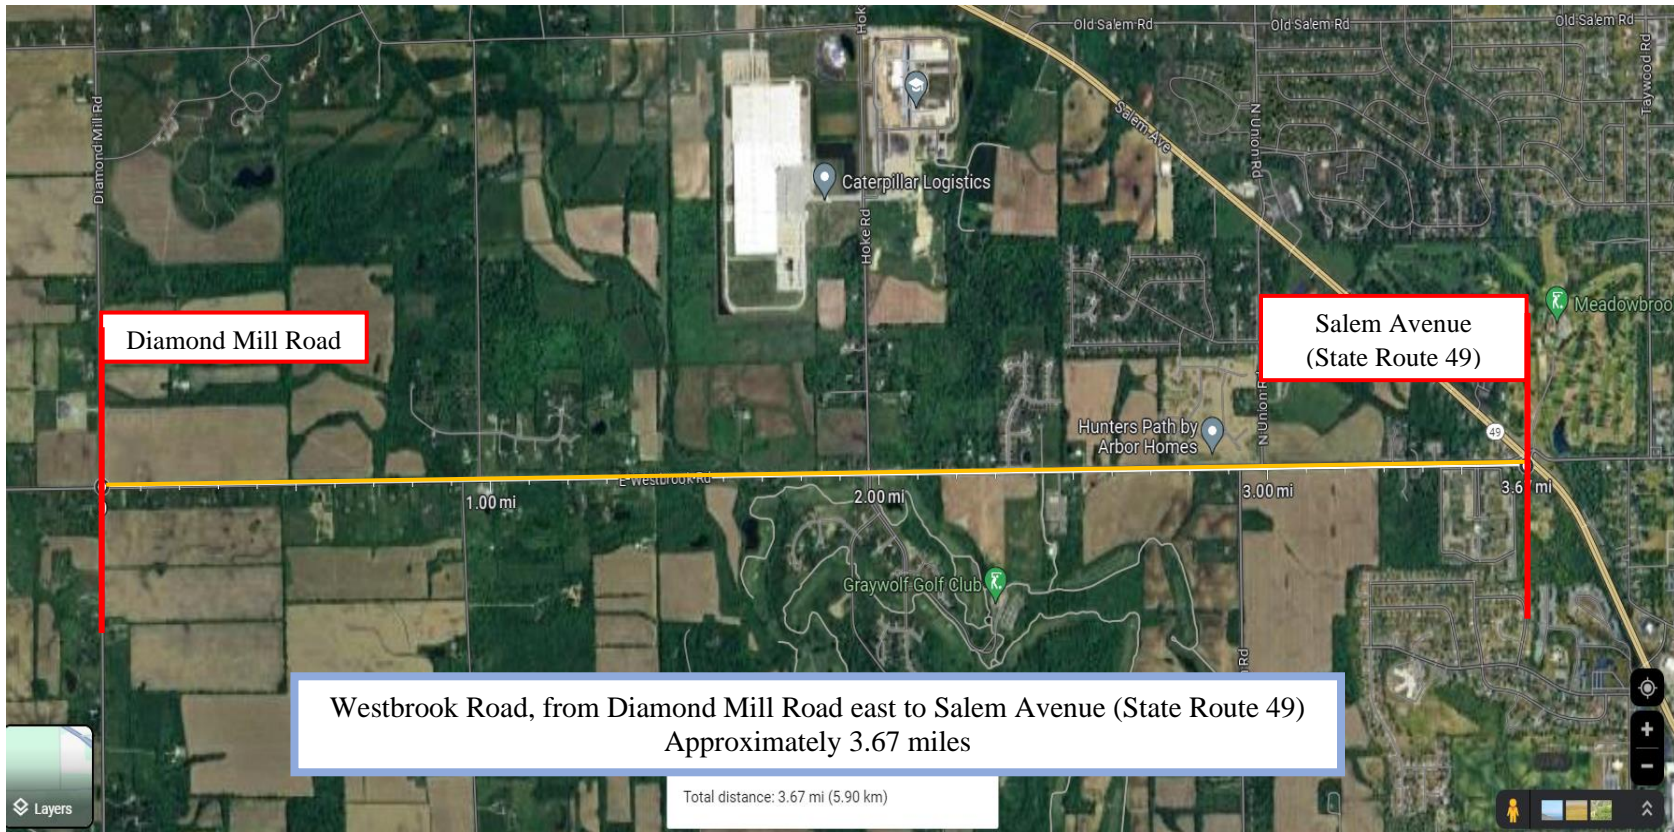 Old Salem Rd
Old Salem Rd
Old Salem Rd
Taywood Rd
Diamond Mill Rd
Salem Ave
N Union Rd
Caterpillar Logistics
Hoke Rd
Meadowbroo
Diamond Mill Road
Salem Avenue
(State Route 49)
Hunters Path by
Arbor Homes
49
E Westbrook Rd
1.00 mi
2.00 mi
3.00 mi
3.67 mi
Graywolf Golf Club
Rd
Westbrook Road, from Diamond Mill Road east to Salem Avenue (State Route 49)
Approximately 3.67 miles
Total distance: 3.67 mi (5.90 km)
Layers